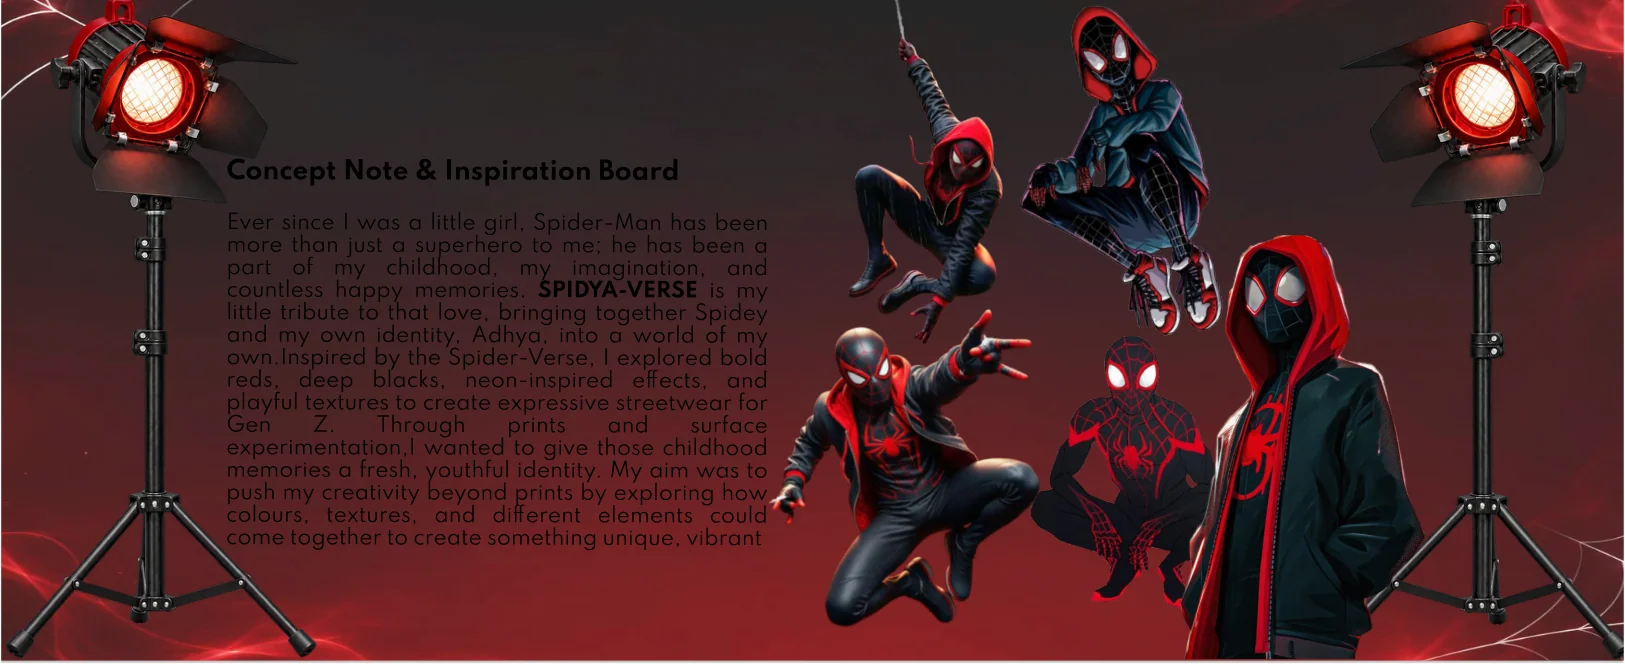 Concept Note & Inspiration Board
Ever since I was a little girl, Spider-Man has been
more than just a superhero to me; he has been a
part of my childhood, my imagination, and
countless happy memories. SPIDYA-VERSE is my
little tribute to that love, bringing together Spidey
and my own identity, Adhya, into a world of my
own.Inspired by the Spider-Verse, I explored bold
reds, deep blacks, neon-inspired effects, and
playful textures to create expressive streetwear for
Gen Z. Through prints and surface
experimentation,I wanted to give those childhood
memories a fresh, youthful identity. My aim was to
push my creativity beyond prints by exploring how
colours, textures, and different elements could
come together to create something unique, vibrant